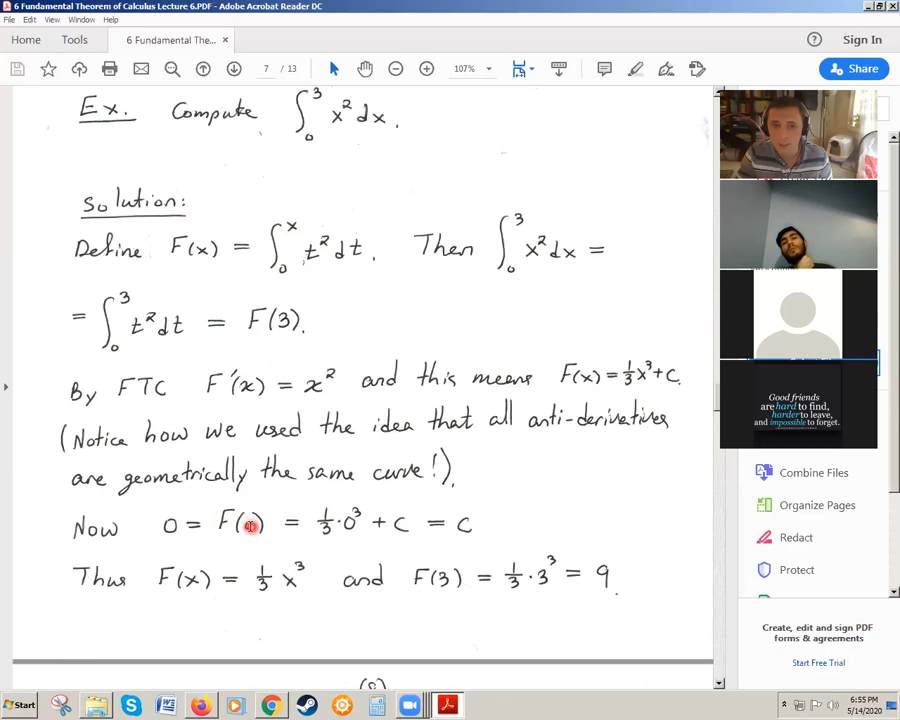 6 Fundamental Theorem of Calculus Lecture 6.PDF - Adobe Acrobat Reader DC
File Edit View Window Help
Home Tools 6 Fundamental The... × Sign In
7 / 13 107% Share
Ex. Compute ∫₀³ x² dx.
Solution:
Define F(x) = ∫₀ˣ t² dt. Then ∫₀³ x² dx =
= ∫₀³ t² dt = F(3).
By FTC F'(x) = x² and this means F(x) = 1/3 x³ + C.
(Notice how we used the idea that all anti-derivatives
are geometrically the same curve!).
Now 0 = F( ) = 1/3 · 0³ + C = C
Thus F(x) = 1/3 x³ and F(3) = 1/3 · 3³ = 9.
(8)
Good friends
are hard to find,
harder to leave,
and impossible to forget.
Combine Files
Organize Pages
Redact
Protect
Create, edit and sign PDF
forms & agreements
Start Free Trial
Start
6:55 PM
5/14/2020